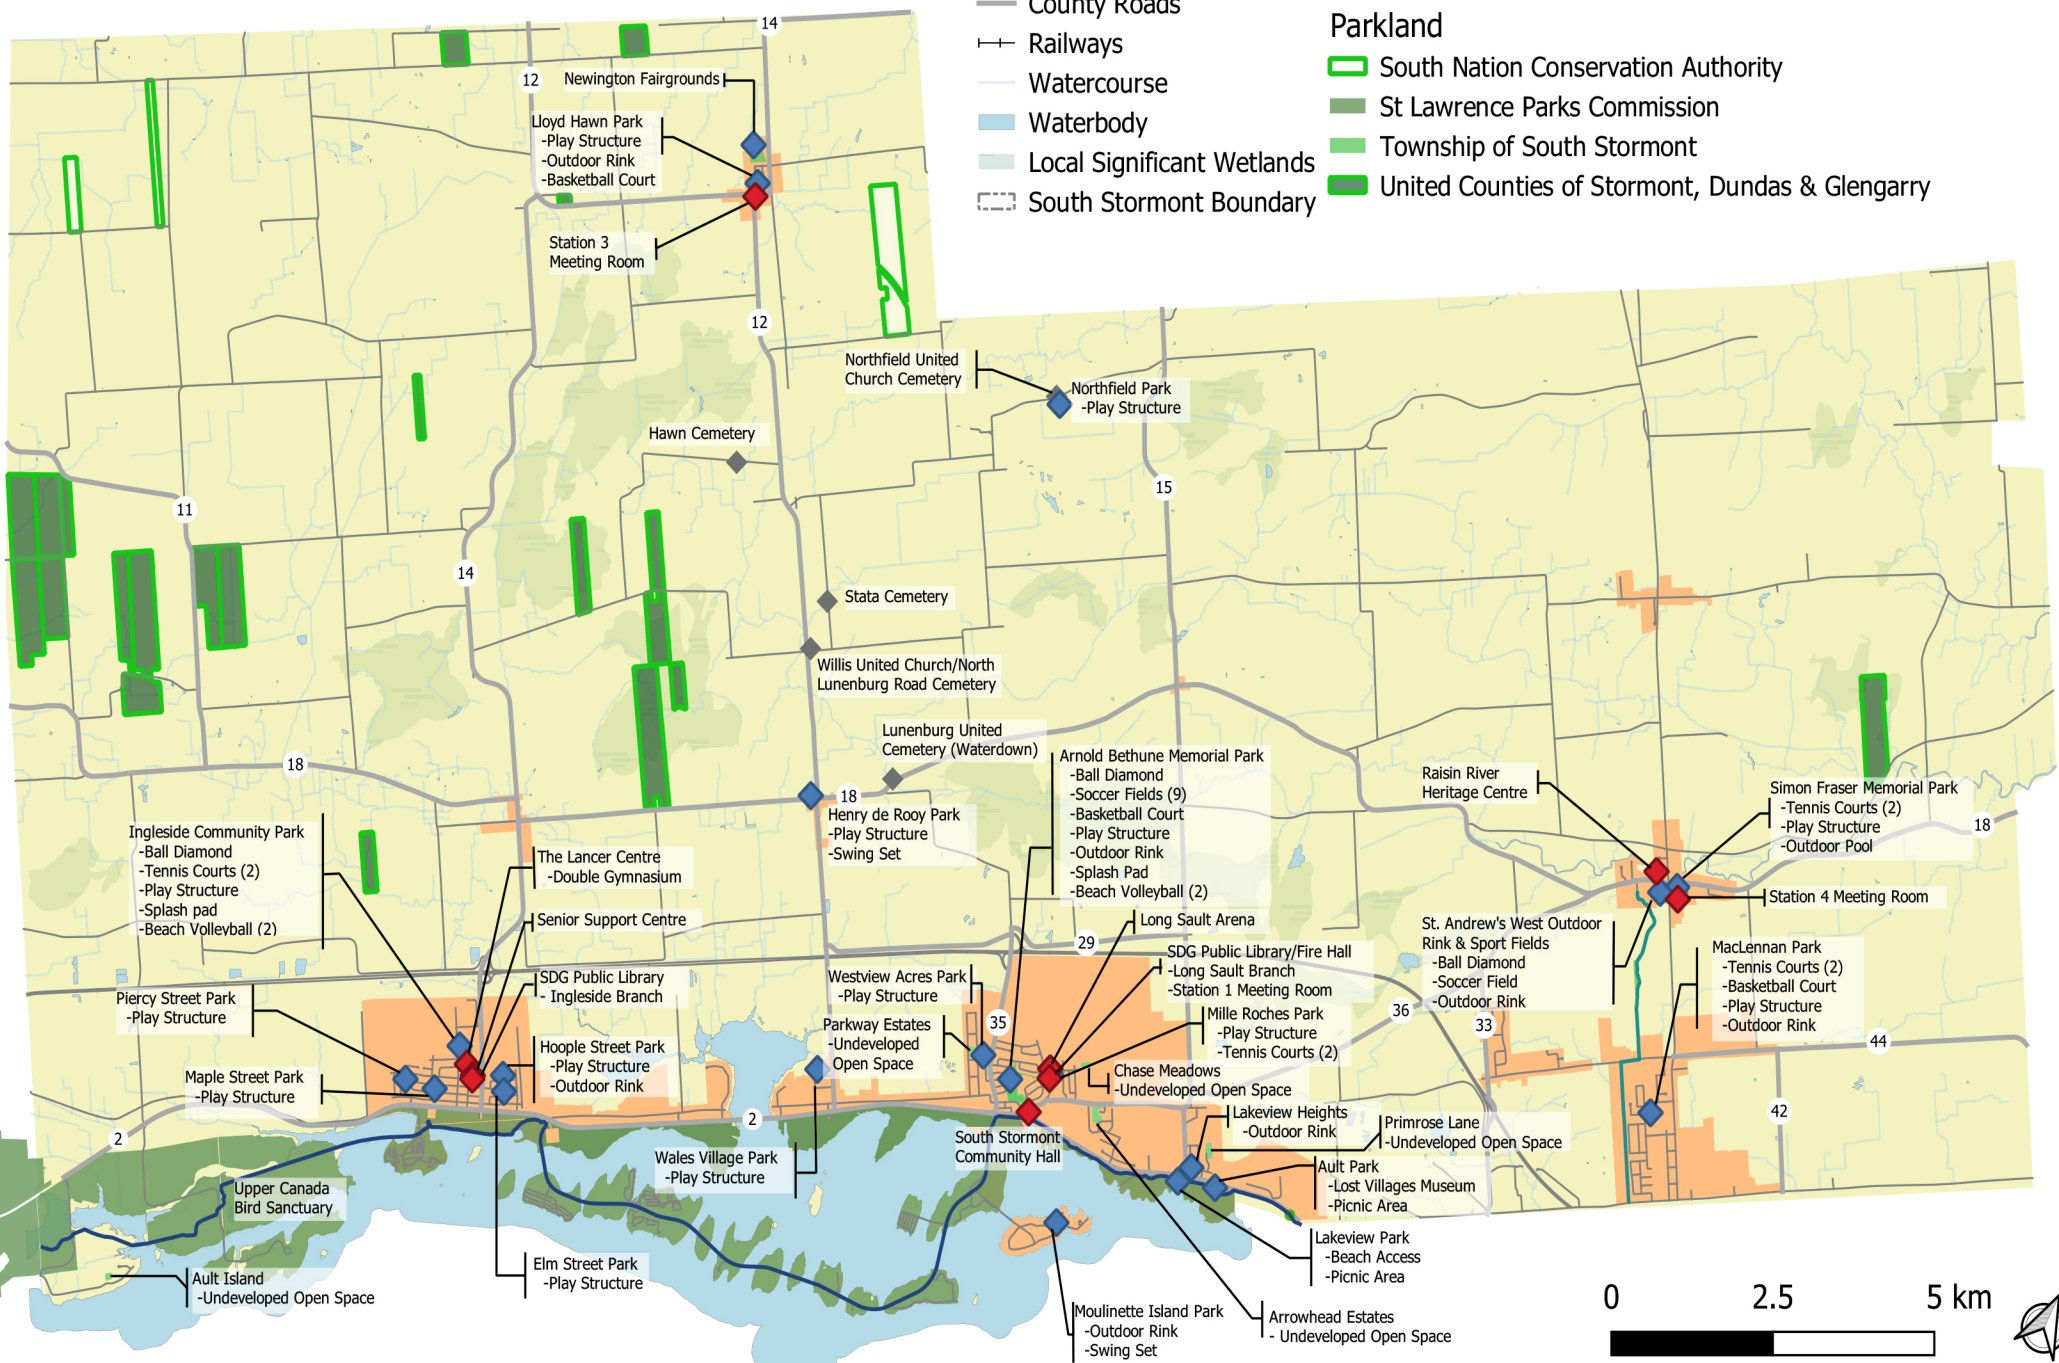 County Roads
Railways
Watercourse
Waterbody
Local Significant Wetlands
South Stormont Boundary
Parkland
South Nation Conservation Authority
St Lawrence Parks Commission
Township of South Stormont
United Counties of Stormont, Dundas & Glengarry
14
12
Newington Fairgrounds
Lloyd Hawn Park
-Play Structure
-Outdoor Rink
-Basketball Court
Station 3
Meeting Room
12
Northfield United
Church Cemetery
Northfield Park
-Play Structure
Hawn Cemetery
15
11
14
Stata Cemetery
Willis United Church/North
Lunenburg Road Cemetery
Lunenburg United
Cemetery (Waterdown)
18
18
Henry de Rooy Park
-Play Structure
-Swing Set
Arnold Bethune Memorial Park
-Ball Diamond
-Soccer Fields (9)
-Basketball Court
-Play Structure
-Outdoor Rink
-Splash Pad
-Beach Volleyball (2)
Raisin River
Heritage Centre
Simon Fraser Memorial Park
-Tennis Courts (2)
-Play Structure
-Outdoor Pool
18
Station 4 Meeting Room
Ingleside Community Park
-Ball Diamond
-Tennis Courts (2)
-Play Structure
-Splash pad
-Beach Volleyball (2)
The Lancer Centre
-Double Gymnasium
Senior Support Centre
SDG Public Library
- Ingleside Branch
Long Sault Arena
29
SDG Public Library/Fire Hall
-Long Sault Branch
-Station 1 Meeting Room
St. Andrew's West Outdoor
Rink & Sport Fields
-Ball Diamond
-Soccer Field
-Outdoor Rink
MacLennan Park
-Tennis Courts (2)
-Basketball Court
-Play Structure
-Outdoor Rink
Westview Acres Park
-Play Structure
Piercy Street Park
-Play Structure
35
36
33
44
Parkway Estates
-Undeveloped
Open Space
Mille Roches Park
-Play Structure
-Tennis Courts (2)
Hoople Street Park
-Play Structure
-Outdoor Rink
Maple Street Park
-Play Structure
Chase Meadows
-Undeveloped Open Space
2
2
42
Lakeview Heights
-Outdoor Rink
Primrose Lane
-Undeveloped Open Space
South Stormont
Community Hall
Wales Village Park
-Play Structure
Ault Park
-Lost Villages Museum
-Picnic Area
Upper Canada
Bird Sanctuary
Lakeview Park
-Beach Access
-Picnic Area
Elm Street Park
-Play Structure
Ault Island
-Undeveloped Open Space
Moulinette Island Park
-Outdoor Rink
-Swing Set
Arrowhead Estates
- Undeveloped Open Space
0 2.5 5 km